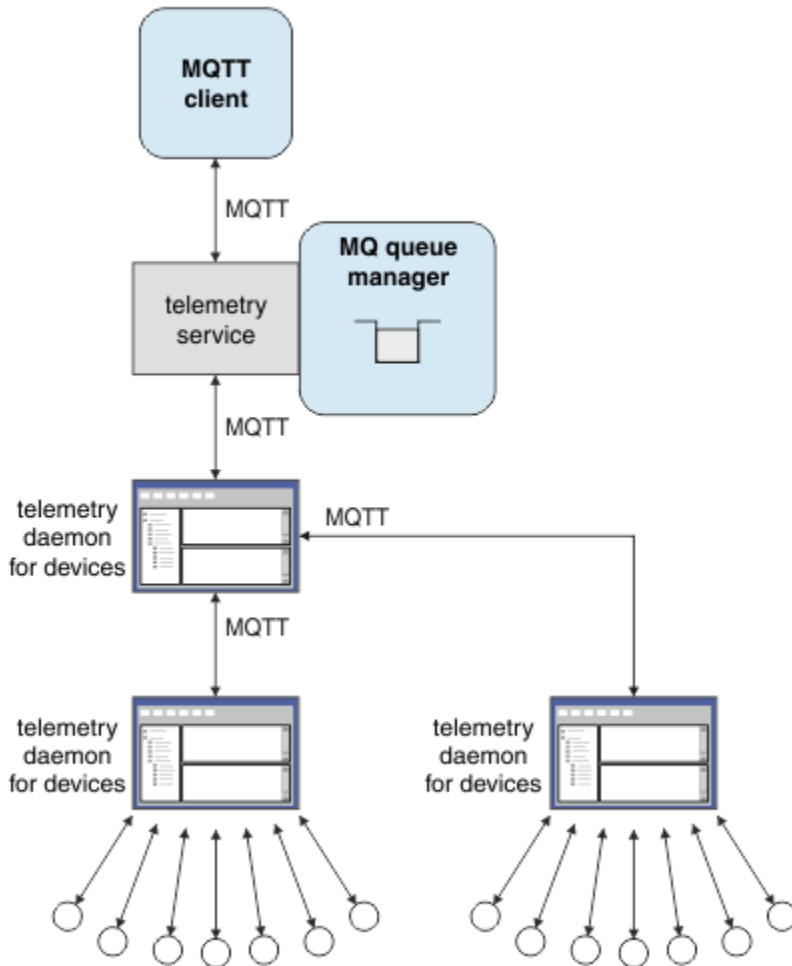 MQTT
client
MQTT
MQ queue
manager
telemetry
service
MQTT
telemetry
daemon
for devices
MQTT
MQTT
telemetry
daemon
for devices
telemetry
daemon
for devices